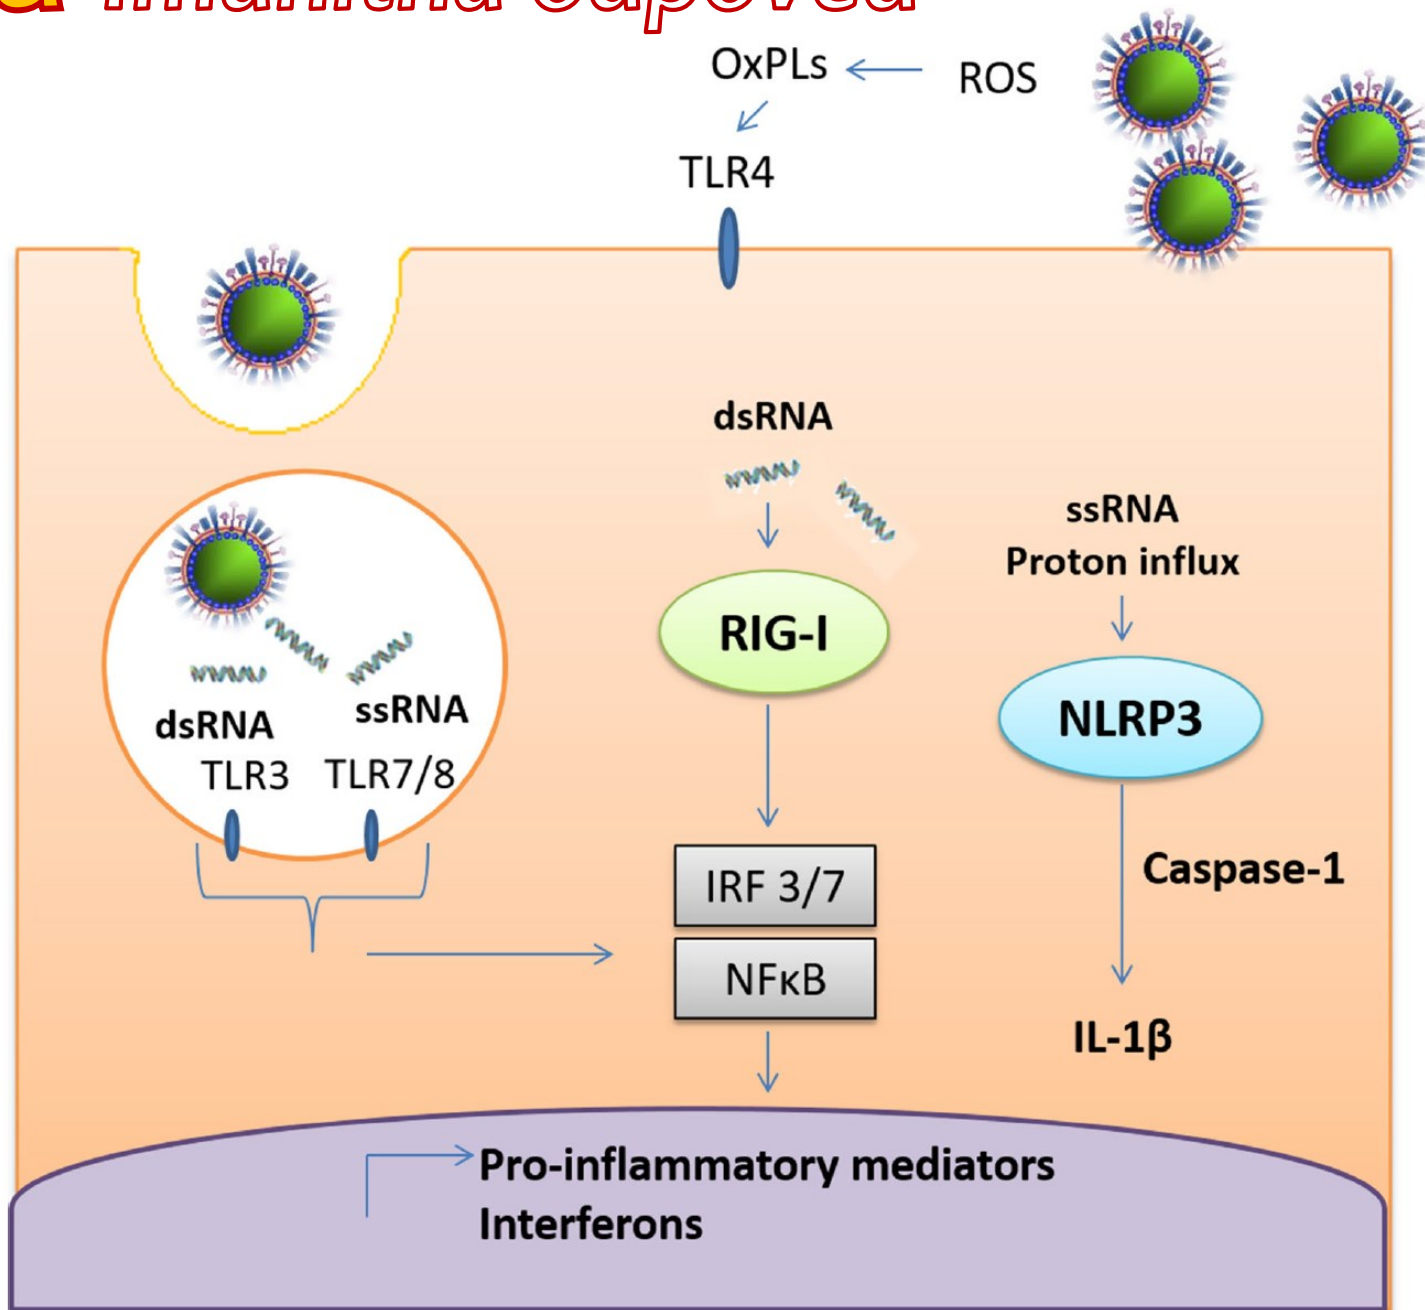 OxPLs
ROS
TLR4
dsRNA
ssRNA
Proton influx
RIG-I
NLRP3
dsRNA
ssRNA
TLR3
TLR7/8
IRF 3/7
Caspase-1
NFκB
IL-1β
Pro-inflammatory mediators
Interferons